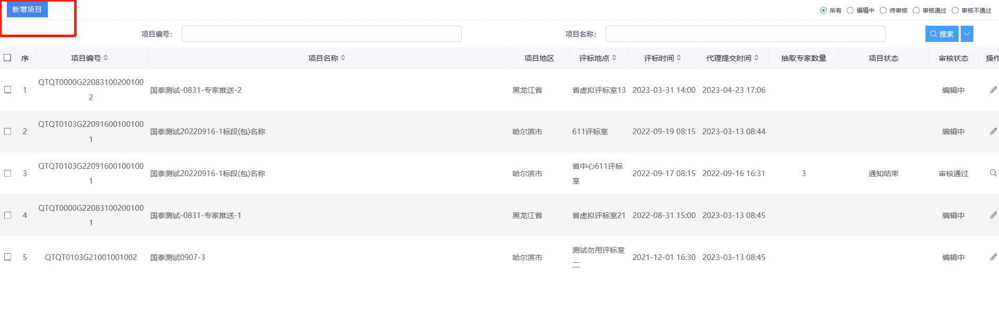 新增项目
所有 编辑中 待审核 审核通过 审核不通过
项目编号： 项目名称： 搜索
序 项目编号 项目名称 项目地区 评标地点 评标时间 代理提交时间 抽取专家数量 项目状态 审核状态 操作
1 QTQT0000G22083100200100
2 国泰测试-0831-专家推送-2 黑龙江省 省虚拟评标室13 2023-03-31 14:00 2023-04-23 17:06 编辑中
2 QTQT0103G22091600100100
1 国泰测试20220916-1标段(包)名称 哈尔滨市 611评标室 2022-09-19 08:15 2023-03-13 08:44 编辑中
3 QTQT0103G22091600100100
1 国泰测试20220916-1标段(包)名称 哈尔滨市 省中心611评标
室 2022-09-17 08:15 2022-09-16 16:31 3 通知结束 审核通过
4 QTQT0000G22083100200100
1 国泰测试-0831-专家推送-1 黑龙江省 省虚拟评标室21 2022-08-31 15:00 2023-03-13 08:45 编辑中
5 QTQT0103G21001001002 国泰测试0907-3 哈尔滨市 测试勿用评标室
二 2021-12-01 16:30 2023-03-13 08:45 编辑中